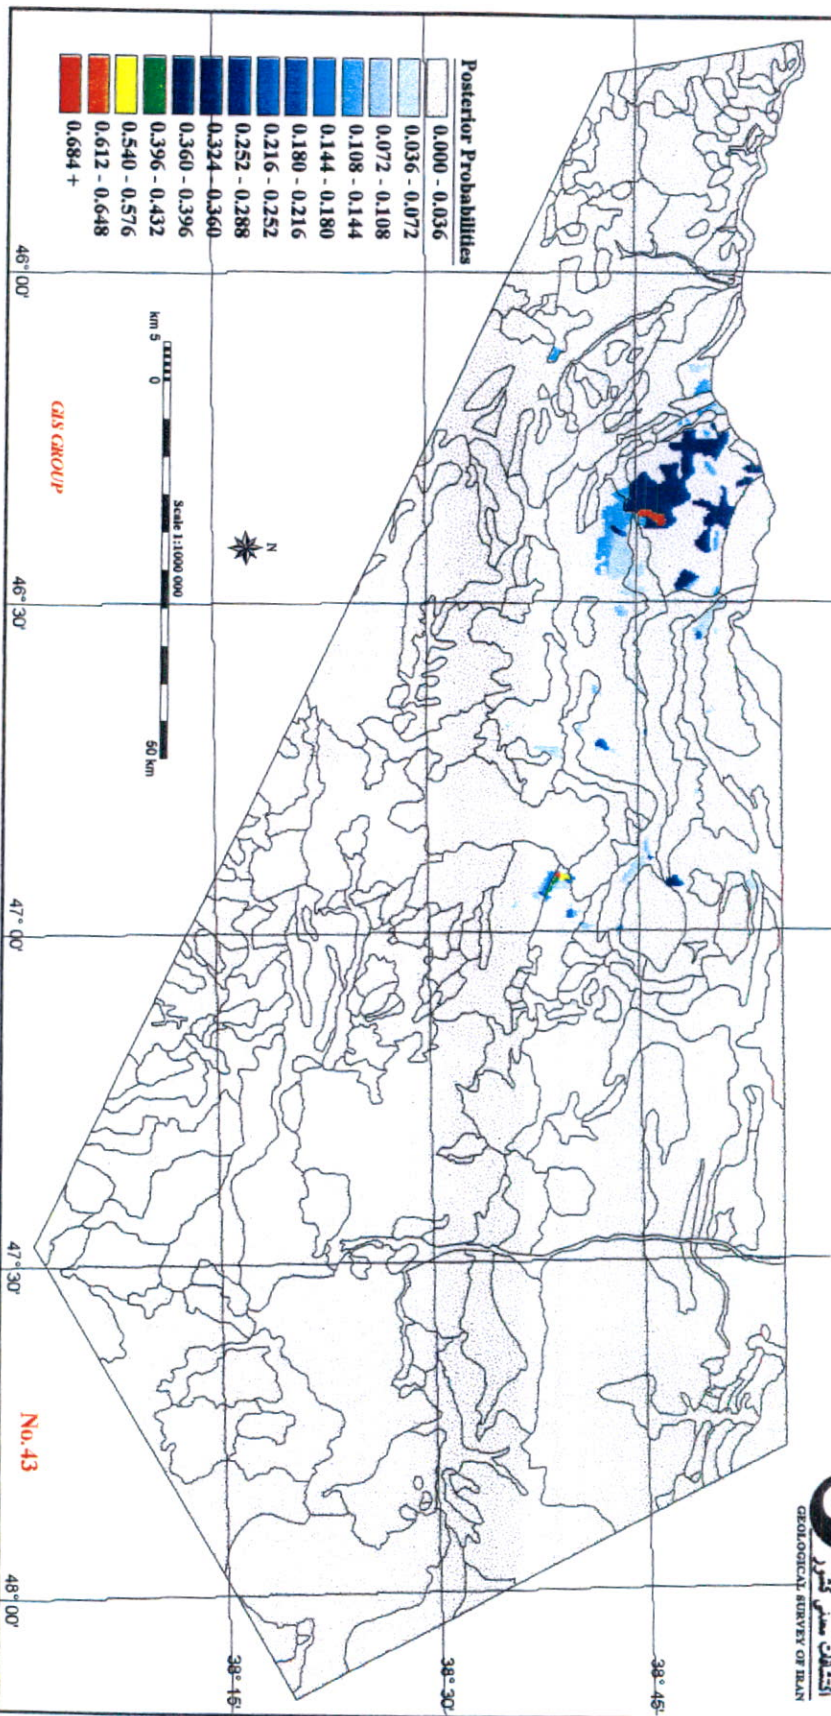 اکتشافات معدنی کشور
GEOLOGICAL SURVEY OF IRAN
38° 45'
38° 30'
38° 15'
Posterior Probabilities
0.000 - 0.036
0.036 - 0.072
0.072 - 0.108
0.108 - 0.144
0.144 - 0.180
0.180 - 0.216
0.216 - 0.252
0.252 - 0.288
0.324 - 0.360
0.360 - 0.396
0.396 - 0.432
0.540 - 0.576
0.612 - 0.648
0.684 +
N
Scale 1:1000 000
km 5 0 50 km
GIS GROUP
No. 43
46° 00' 46° 30' 47° 00' 47° 30' 48° 00'